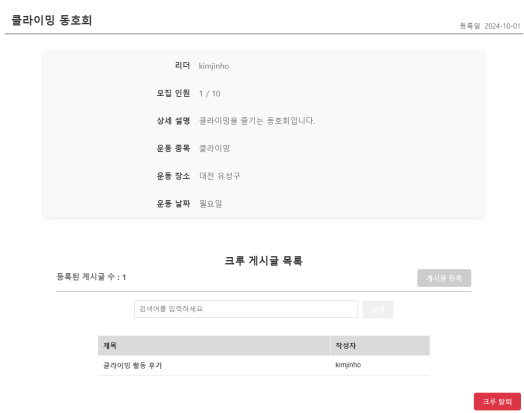 클라이밍 동호회
등록일 2024-10-01
리더 kimjinho
모집 인원 1 / 10
상세 설명 클라이밍을 즐기는 동호회입니다.
운동 종목 클라이밍
운동 장소 대전 유성구
운동 날짜 월요일
크루 게시글 목록
등록된 게시글 수 : 1
게시물 등록
검색어를 입력하세요 검색
제목 작성자
클라이밍 활동 후기 kimjinho
크루 탈퇴